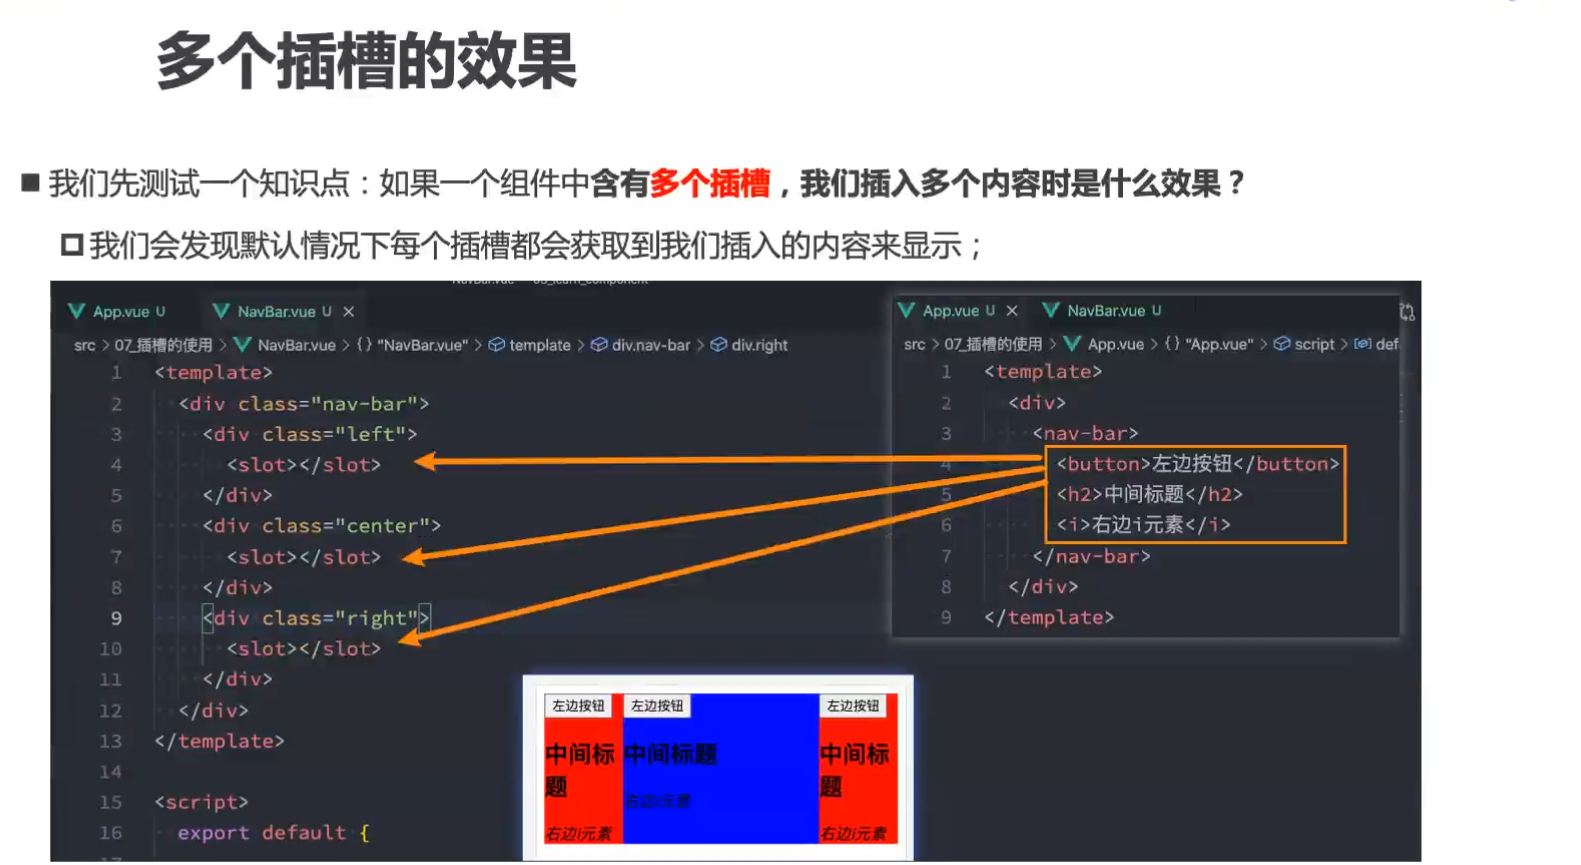 多个插槽的效果
■ 我们先测试一个知识点：如果一个组件中含有多个插槽，我们插入多个内容时是什么效果？
我们会发现默认情况下每个插槽都会获取到我们插入的内容来显示；
App.vue U NavBar.vue U ×
src > 07_插槽的使用 > NavBar.vue > {} "NavBar.vue" > template > div.nav-bar > div.right
1 <template>
2 <div class="nav-bar">
3 <div class="left">
4 <slot></slot>
5 </div>
6 <div class="center">
7 <slot></slot>
8 </div>
9 <div class="right">
10 <slot></slot>
11 </div>
12 </div>
13 </template>
14
15 <script>
16 export default {
App.vue U × NavBar.vue U
src > 07_插槽的使用 > App.vue > {} "App.vue" > script > def
1 <template>
2 <div>
3 <nav-bar>
4 <button>左边按钮</button>
5 <h2>中间标题</h2>
6 <i>右边i元素</i>
7 </nav-bar>
8 </div>
9 </template>
左边按钮
中间标
题
右边i元素
左边按钮
中间标题
右边i元素
左边按钮
中间标
题
右边i元素